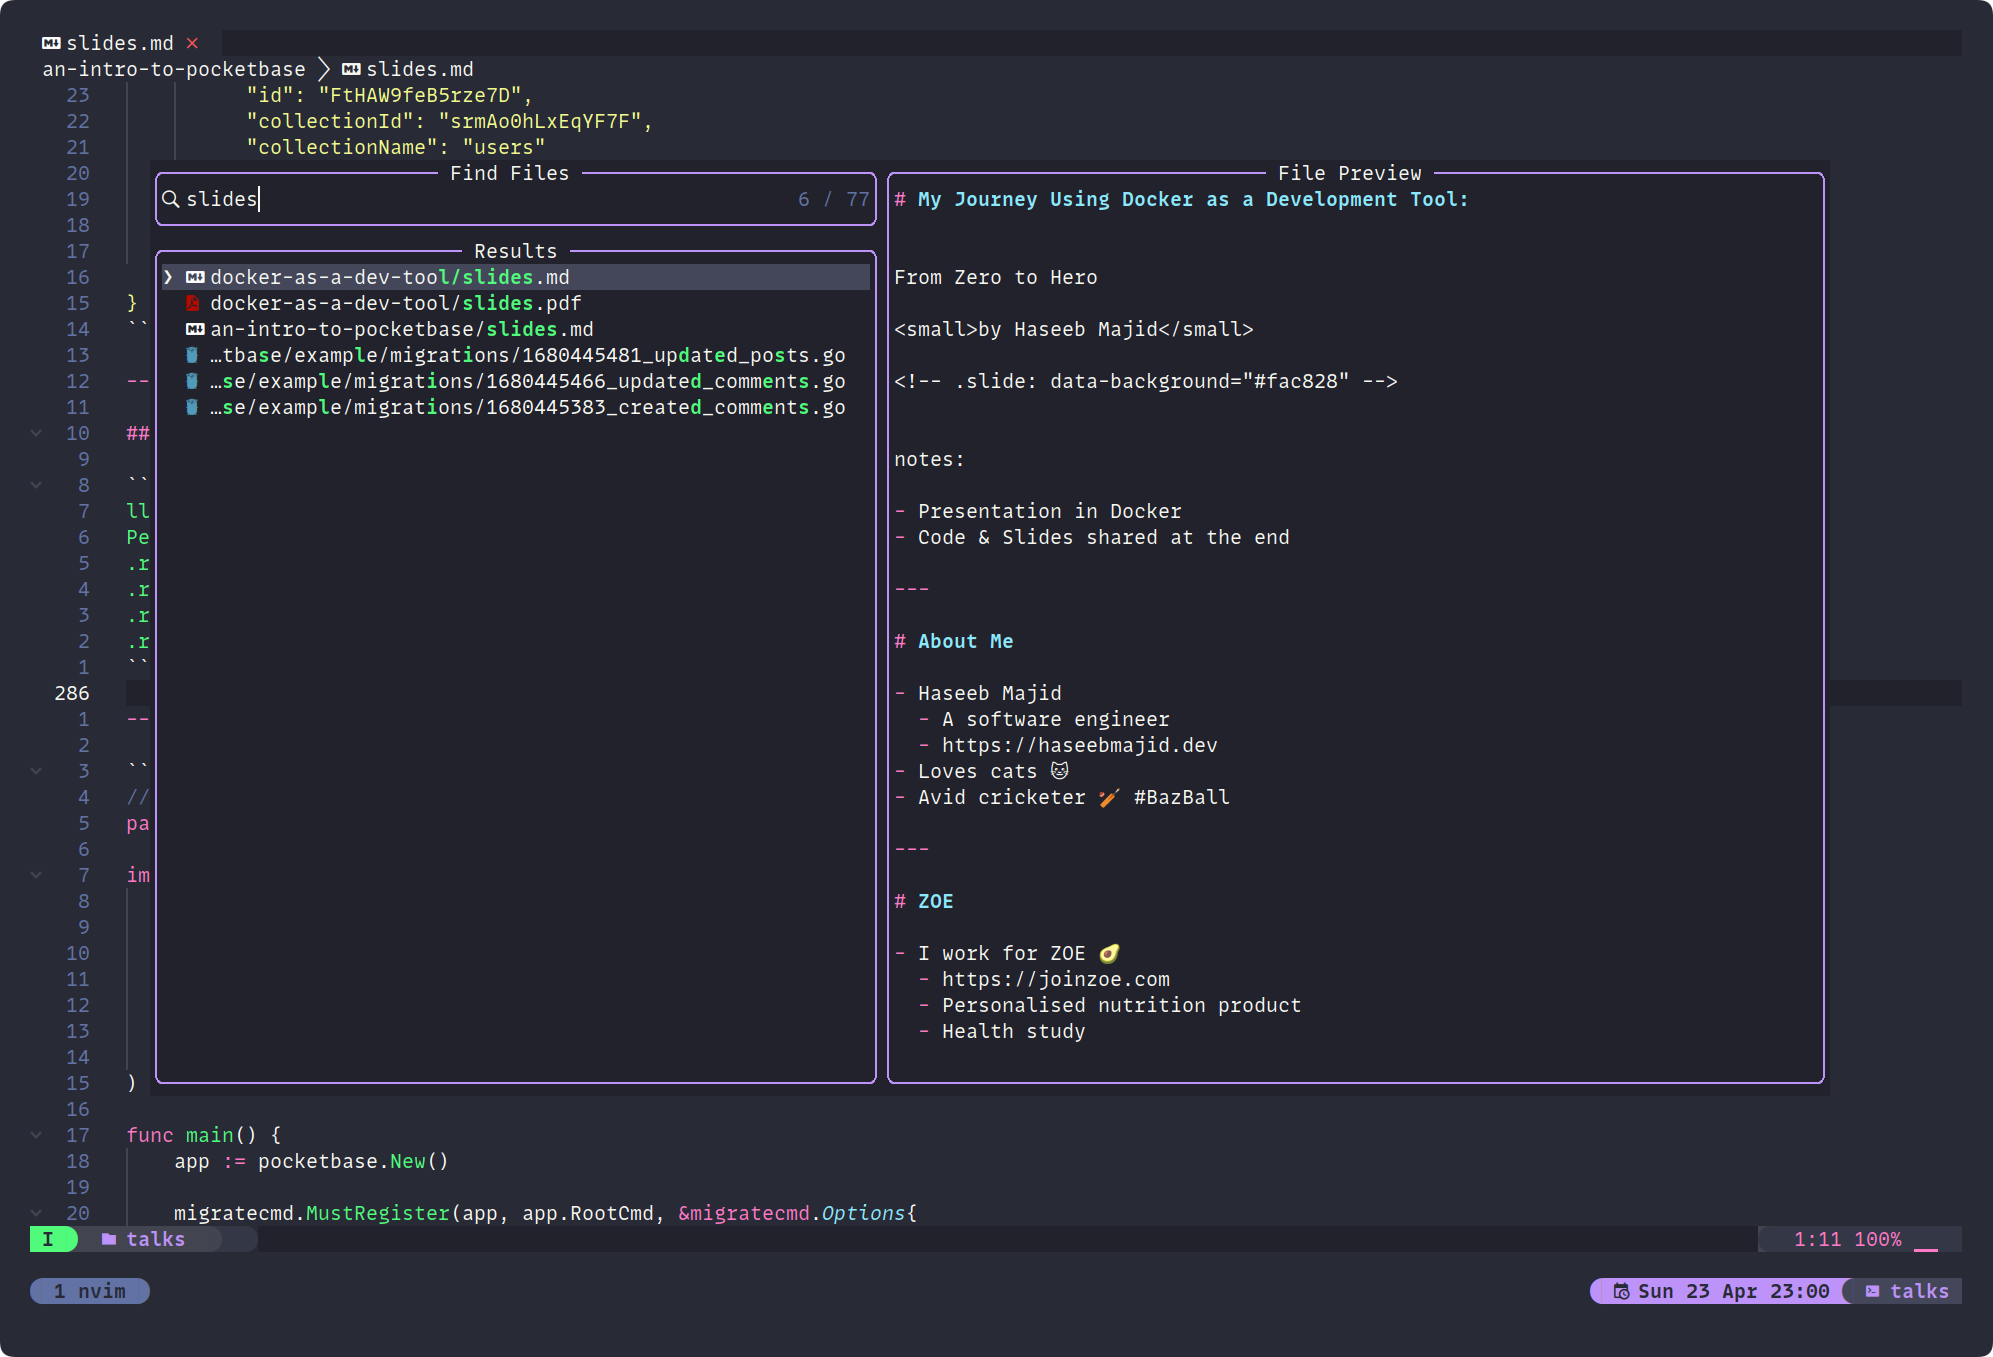 slides.md ×
an-intro-to-pocketbase > slides.md
23 "id": "FtHAW9feB5rze7D",
22 "collectionId": "srmAo0hLxEqYF7F",
21 "collectionName": "users"
20
19
18
17
16
15 }
14 ``
13
12 --
11
10 ##
9
8 ``
7 ll
6 Pe
5 .r
4 .r
3 .r
2 .r
1 ``
286
1 --
2
3 ``
4 //
5 pa
6
7 im
8
9
10
11
12
13
14
15 )
16
17 func main() {
18 app := pocketbase.New()
19
20 migratecmd.MustRegister(app, app.RootCmd, &migratecmd.Options{
Find Files
slides 6 / 77
Results
❯ docker-as-a-dev-tool/slides.md
docker-as-a-dev-tool/slides.pdf
an-intro-to-pocketbase/slides.md
…tbase/example/migrations/1680445481_updated_posts.go
…se/example/migrations/1680445466_updated_comments.go
…se/example/migrations/1680445383_created_comments.go
File Preview
# My Journey Using Docker as a Development Tool:
From Zero to Hero
<small>by Haseeb Majid</small>
<!-- .slide: data-background="#fac828" -->
notes:
- Presentation in Docker
- Code & Slides shared at the end
---
# About Me
- Haseeb Majid
- A software engineer
- https://haseebmajid.dev
- Loves cats 🐱
- Avid cricketer 🏏 #BazBall
---
# ZOE
- I work for ZOE 🥑
- https://joinzoe.com
- Personalised nutrition product
- Health study
I talks 1:11 100% __
1 nvim Sun 23 Apr 23:00 talks